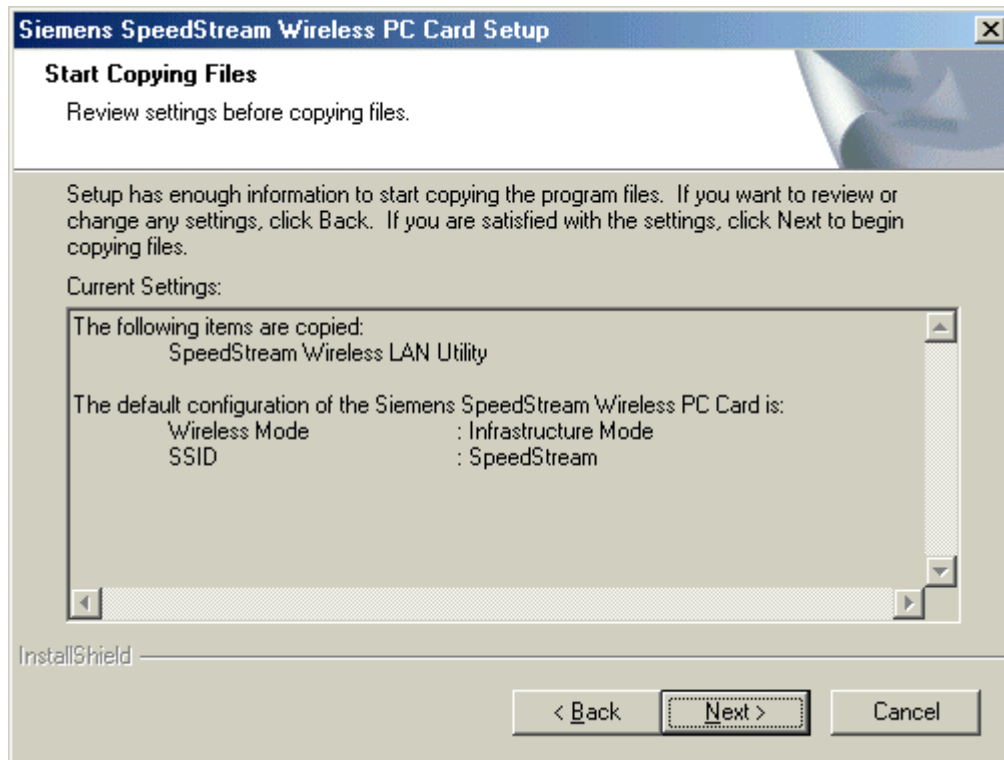 Siemens SpeedStream Wireless PC Card Setup
Start Copying Files
Review settings before copying files.
Setup has enough information to start copying the program files. If you want to review or
change any settings, click Back. If you are satisfied with the settings, click Next to begin
copying files.
Current Settings:
The following items are copied:
SpeedStream Wireless LAN Utility
The default configuration of the Siemens SpeedStream Wireless PC Card is:
Wireless Mode : Infrastructure Mode
SSID : SpeedStream
InstallShield
< Back Next > Cancel